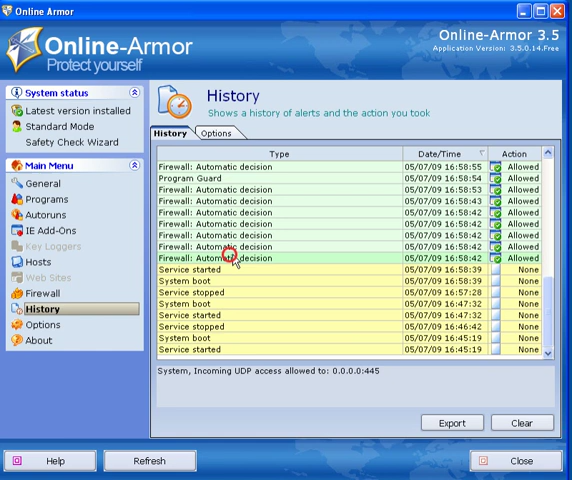 Online Armor
Online-Armor
Protect yourself
Online-Armor 3.5
Application Version: 3.5.0.14.Free
System status
Latest version installed
Standard Mode
Safety Check Wizard
Main Menu
General
Programs
Autoruns
IE Add-Ons
Key Loggers
Hosts
Web Sites
Firewall
History
Options
About
History
Shows a history of alerts and the action you took
History Options
Type Date/Time Action
Firewall: Automatic decision 05/07/09 16:58:55 Allowed
Program Guard 05/07/09 16:58:54 Allowed
Firewall: Automatic decision 05/07/09 16:58:53 Allowed
Firewall: Automatic decision 05/07/09 16:58:43 Allowed
Firewall: Automatic decision 05/07/09 16:58:42 Allowed
Firewall: Automatic decision 05/07/09 16:58:42 Allowed
Firewall: Automatic decision 05/07/09 16:58:42 Allowed
Firewall: Automatic decision 05/07/09 16:58:42 Allowed
Firewall: Automatic decision 05/07/09 16:58:42 Allowed
Service started 05/07/09 16:58:39 None
System boot 05/07/09 16:58:39 None
Service stopped 05/07/09 16:57:28 None
System boot 05/07/09 16:47:32 None
Service started 05/07/09 16:47:32 None
Service stopped 05/07/09 16:46:42 None
System boot 05/07/09 16:45:19 None
Service started 05/07/09 16:45:19 None
System, Incoming UDP access allowed to: 0.0.0.0:445
Export Clear
Help Refresh Close